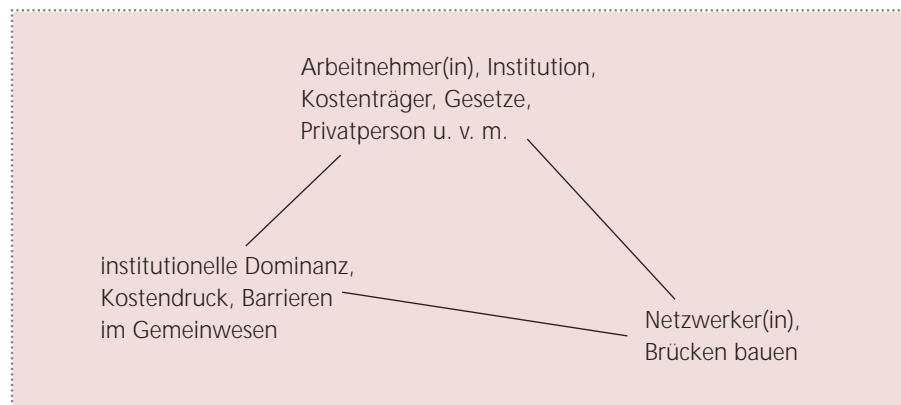 Arbeitnehmer(in), Institution,
Kostenträger, Gesetze,
Privatperson u. v. m.
institutionelle Dominanz,
Kostendruck, Barrieren
im Gemeinwesen
Netzwerker(in),
Brücken bauen